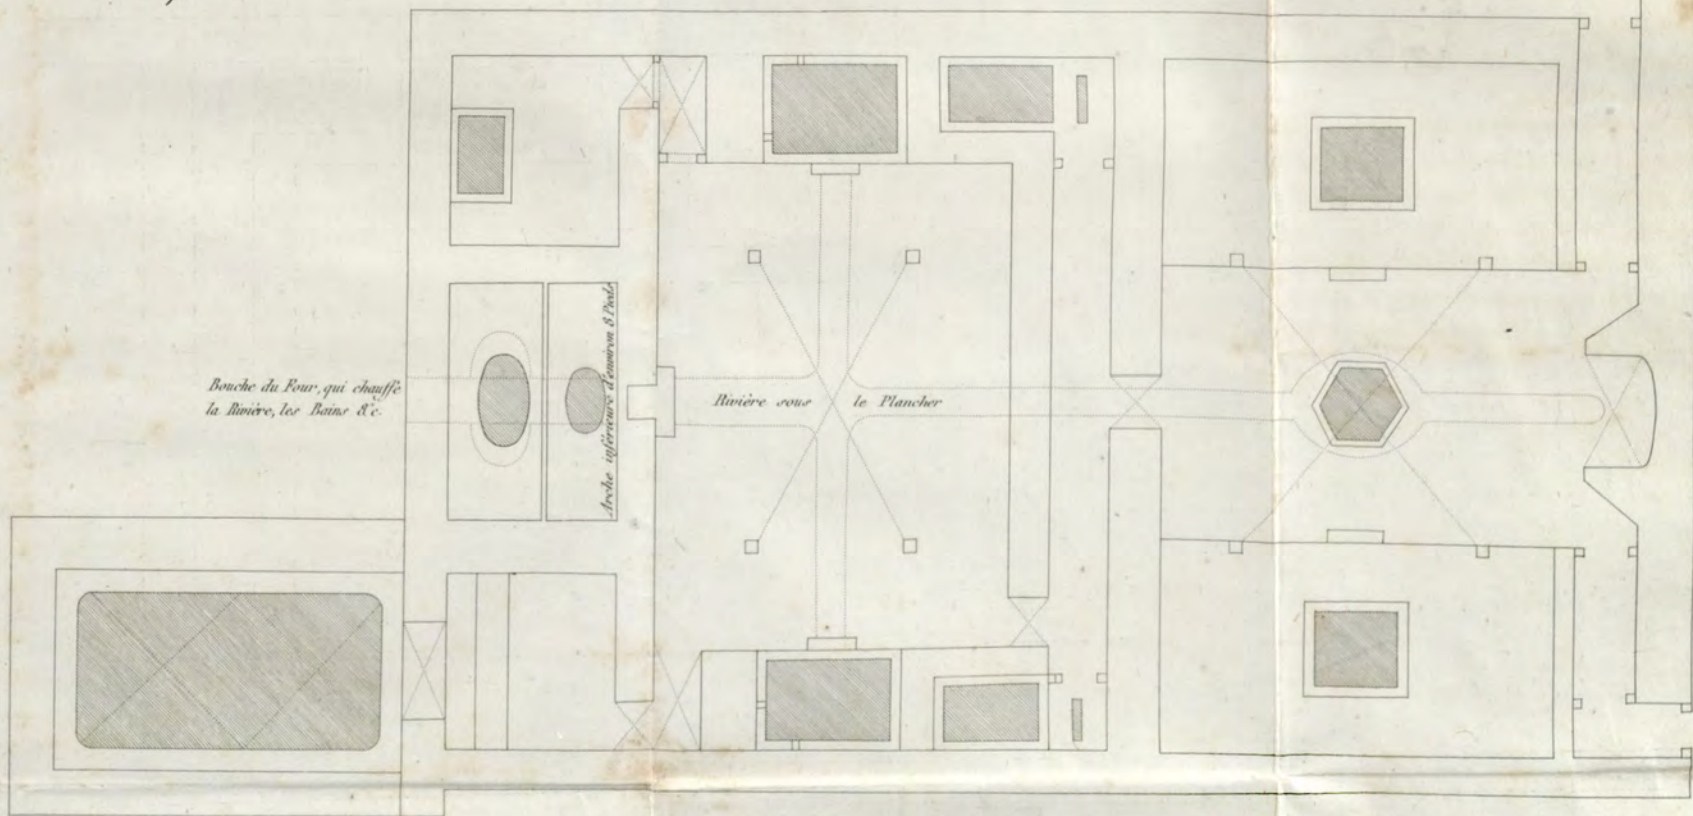 Bouche du Four, qui chauffe
la Rivière, les Bains &c.
Arche inférieure d'environ 8 Pieds
Rivière sous le Plancher